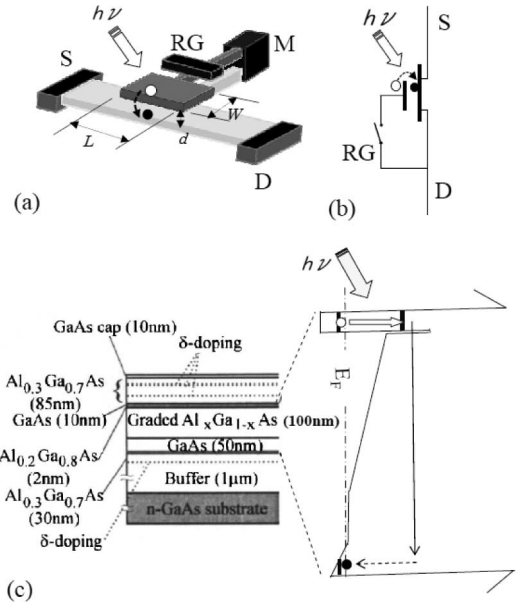 hν
S
RG
M
L
W
d
D
(a)
hν
S
RG
D
(b)
hν
GaAs cap (10nm)
δ-doping
Al0.3Ga0.7As
(85nm)
GaAs (10nm)
Graded AlxGa1-xAs (100nm)
GaAs (50nm)
Al0.2Ga0.8As
(2nm)
Buffer (1μm)
Al0.3Ga0.7As
(30nm)
n-GaAs substrate
δ-doping
EF
(c)